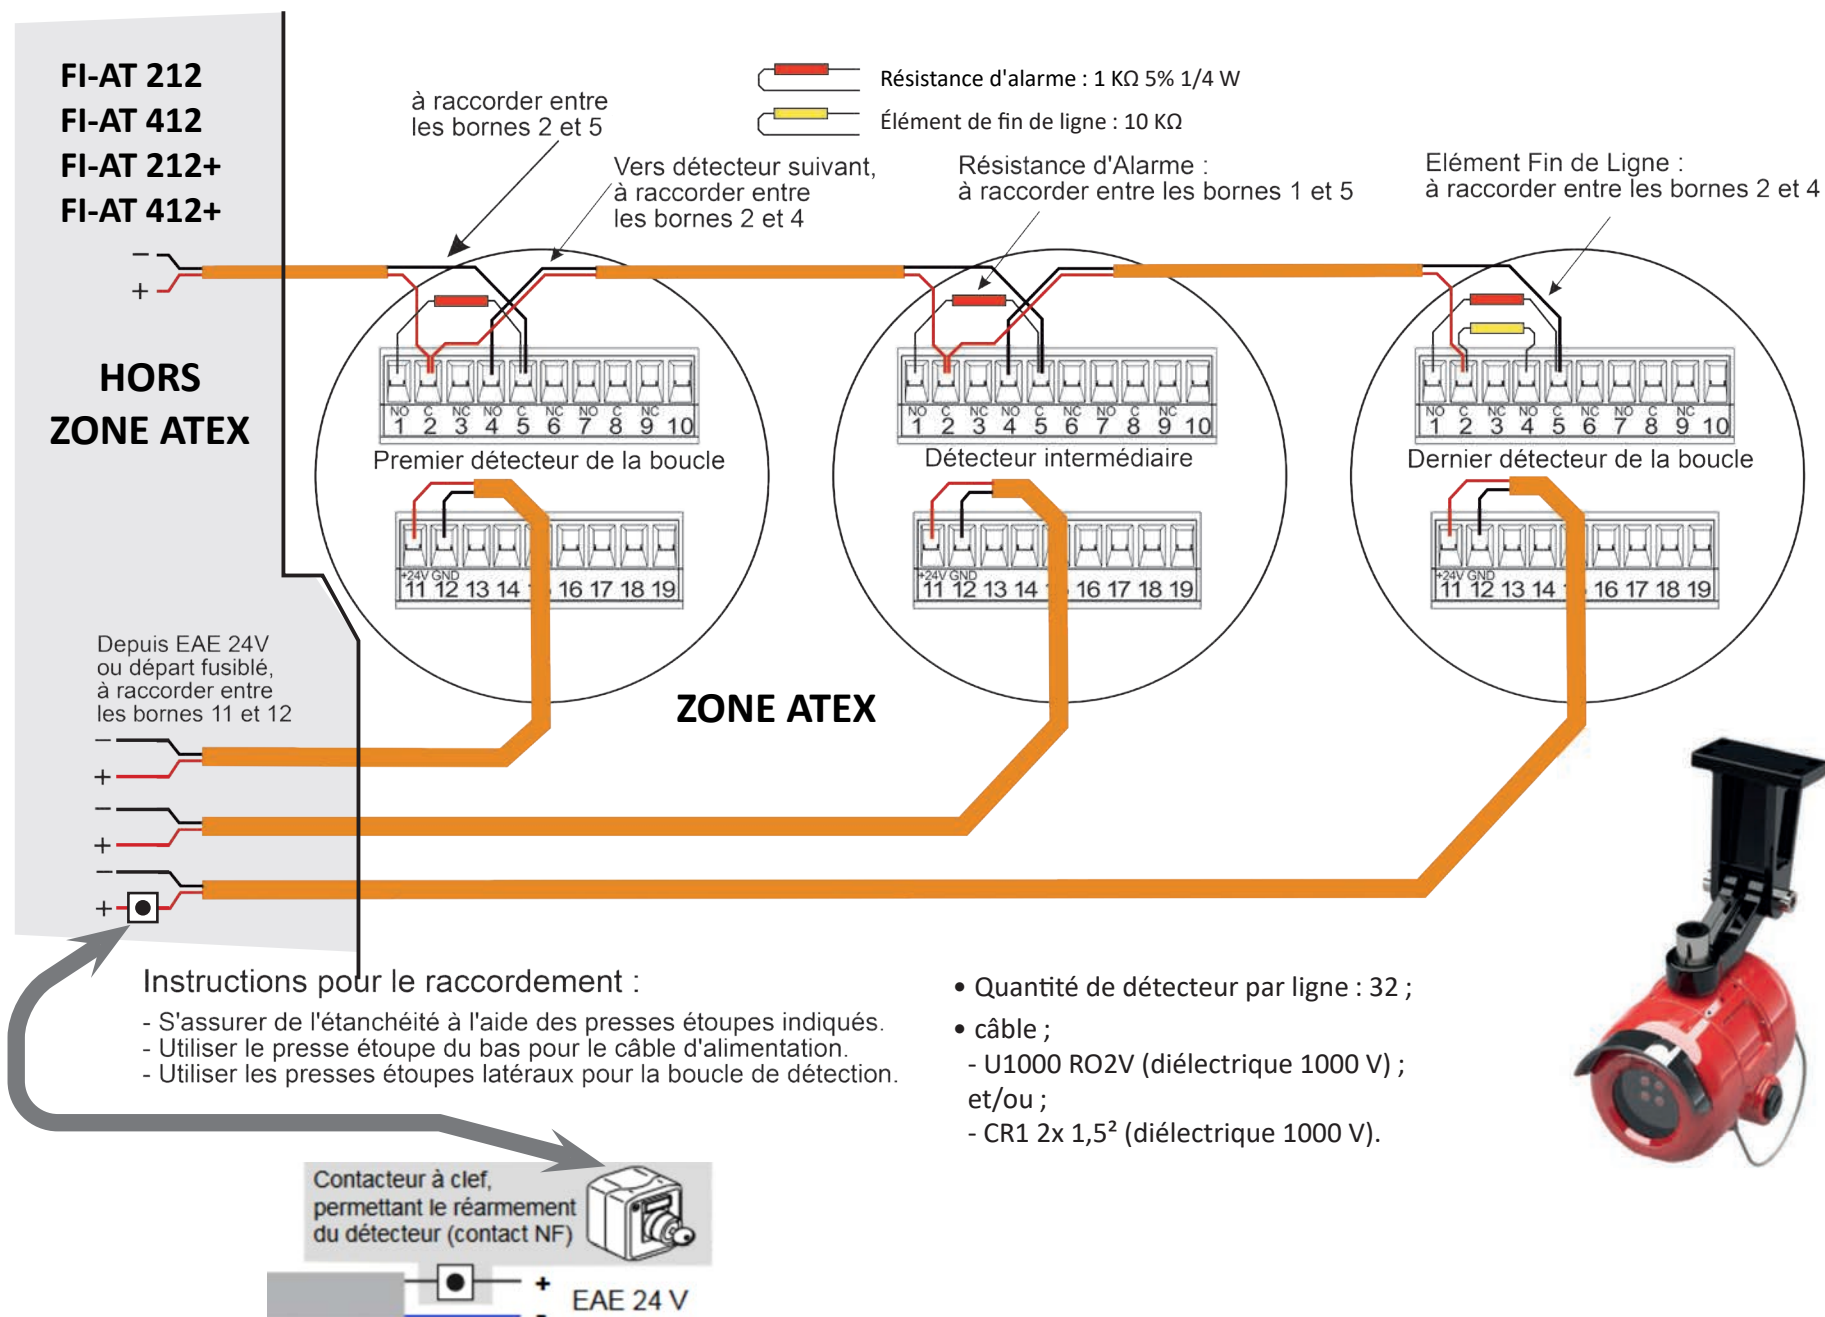 FI-AT 212
FI-AT 412
FI-AT 212+
FI-AT 412+
Résistance d'alarme : 1 KΩ 5% 1/4 W
Élément de fin de ligne : 10 KΩ
à raccorder entre
les bornes 2 et 5
Vers détecteur suivant,
à raccorder entre
les bornes 2 et 4
Résistance d'Alarme :
à raccorder entre les bornes 1 et 5
Elément Fin de Ligne :
à raccorder entre les bornes 2 et 4
−
+
HORS
ZONE ATEX
NO C NC NO C NC NO C NC
1 2 3 4 5 6 7 8 9 10
Premier détecteur de la boucle
+24V GND
11 12 13 14 16 17 18 19
NO C NC NO C NC NO C NC
1 2 3 4 5 6 7 8 9 10
Détecteur intermédiaire
+24V GND
11 12 13 14 16 17 18 19
NO C NC NO C NC NO C NC
1 2 3 4 5 6 7 8 9 10
Dernier détecteur de la boucle
+24V GND
11 12 13 14 16 17 18 19
Depuis EAE 24V
ou départ fusiblé,
à raccorder entre
les bornes 11 et 12
ZONE ATEX
−
+
−
+
−
+
Instructions pour le raccordement :
- S'assurer de l'étanchéité à l'aide des presses étoupes indiqués.
- Utiliser le presse étoupe du bas pour le câble d'alimentation.
- Utiliser les presses étoupes latéraux pour la boucle de détection.
• Quantité de détecteur par ligne : 32 ;
• câble ;
- U1000 RO2V (diélectrique 1000 V) ;
et/ou ;
- CR1 2x 1,5² (diélectrique 1000 V).
Contacteur à clef,
permettant le réarmement
du détecteur (contact NF)
+
EAE 24 V
-